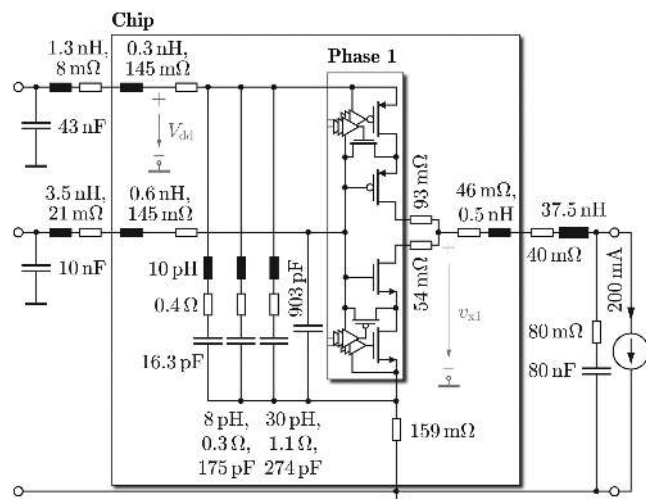 Chip
1.3 nH,
8 mΩ
0.3 nH,
145 mΩ
Phase 1
43 nF
+
V_dd
−
3.5 nH,
21 mΩ
0.6 nH,
145 mΩ
93 mΩ
46 mΩ,
0.5 nH
37.5 nH
40 mΩ
10 nF
10 pH
0.4 Ω
16.3 pF
903 pF
54 mΩ
+
v_x1
−
200 mA
80 mΩ
80 nF
8 pH,
0.3 Ω,
175 pF
30 pH,
1.1 Ω,
274 pF
159 mΩ